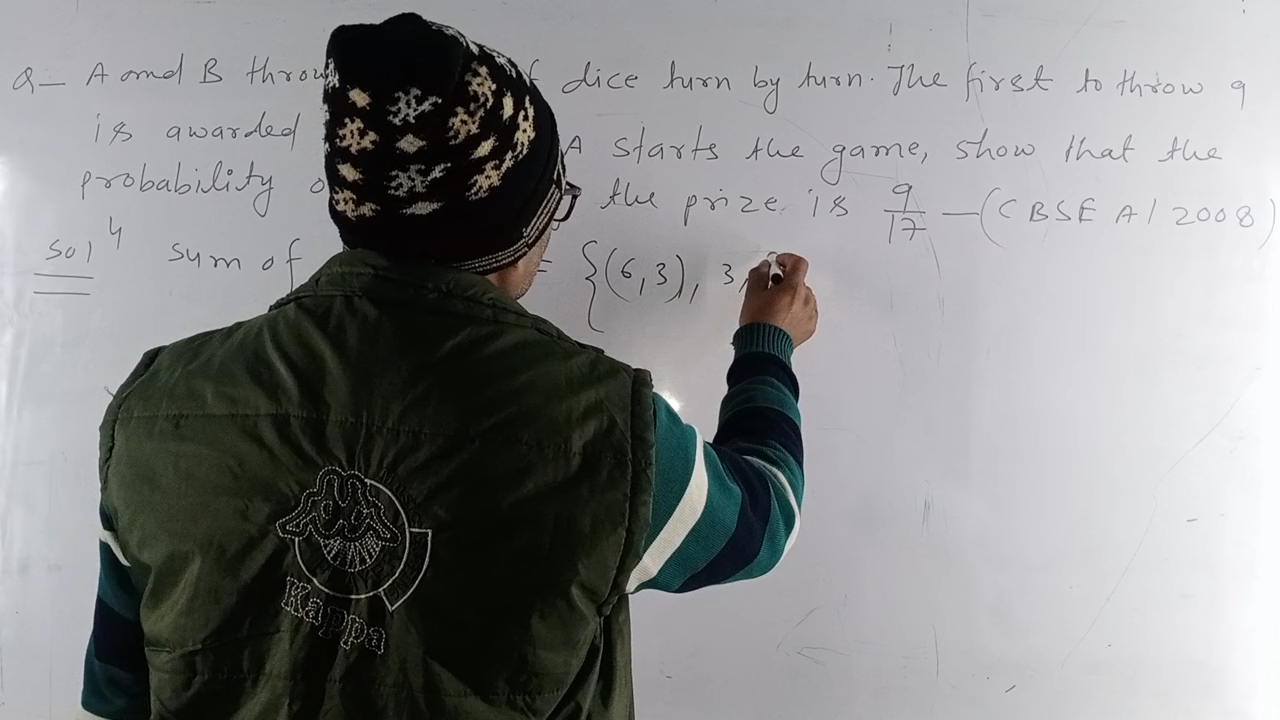 Q- A and B throw dice turn by turn. The first to throw 9
is awarded A starts the game, show that the
probability the prize is 9/17 - (CBSE AI 2008)
Sol^n sum of = {(6,3), 3,
Kappa